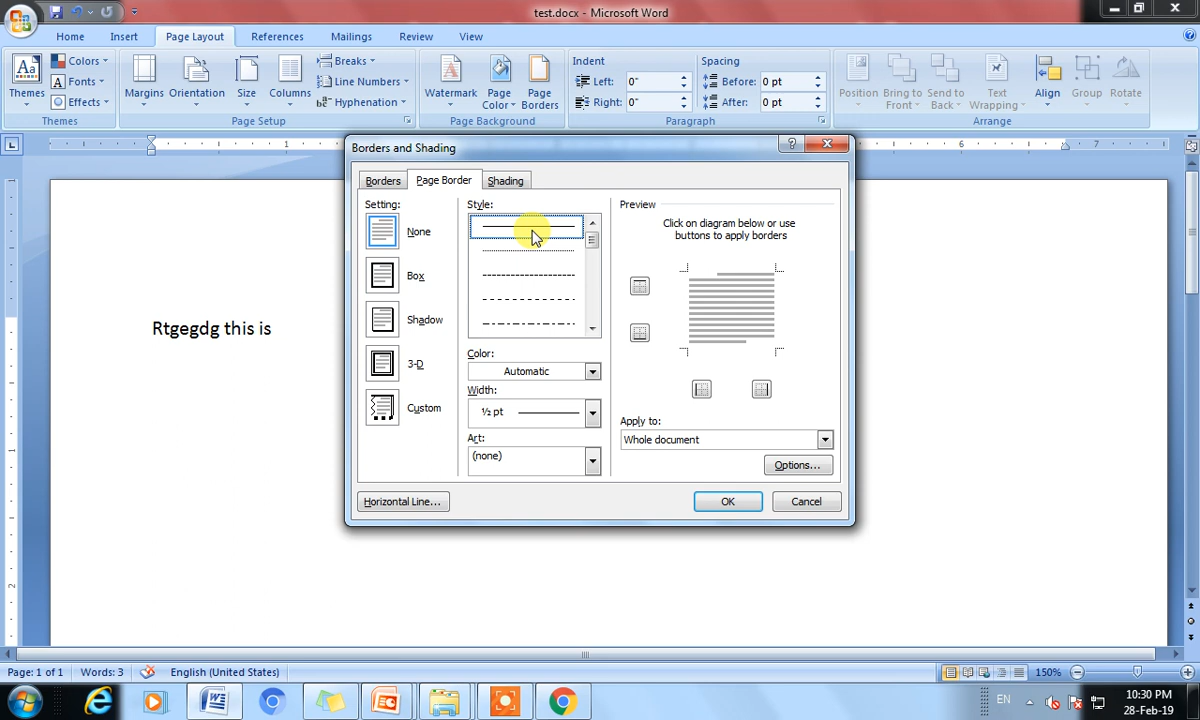 test.docx - Microsoft Word
Home Insert Page Layout References Mailings Review View
Themes
Colors
Fonts
Effects
Themes
Margins
Orientation
Size
Columns
Breaks
Line Numbers
Hyphenation
Page Setup
Watermark
Page Color
Page Borders
Page Background
Indent
Left: 0"
Right: 0"
Spacing
Before: 0 pt
After: 0 pt
Paragraph
Position
Bring to Front
Send to Back
Text Wrapping
Align
Group
Rotate
Arrange
1 6 7
Borders and Shading
Borders Page Border Shading
Setting:
None
Box
Shadow
3-D
Custom
Style:
Color:
Automatic
Width:
½ pt
Art:
(none)
Preview
Click on diagram below or use
buttons to apply borders
Apply to:
Whole document
Options...
Horizontal Line...
OK
Cancel
Rtgegdg this is
1
2
Page: 1 of 1 Words: 3 English (United States) 150%
EN
10:30 PM
28-Feb-19